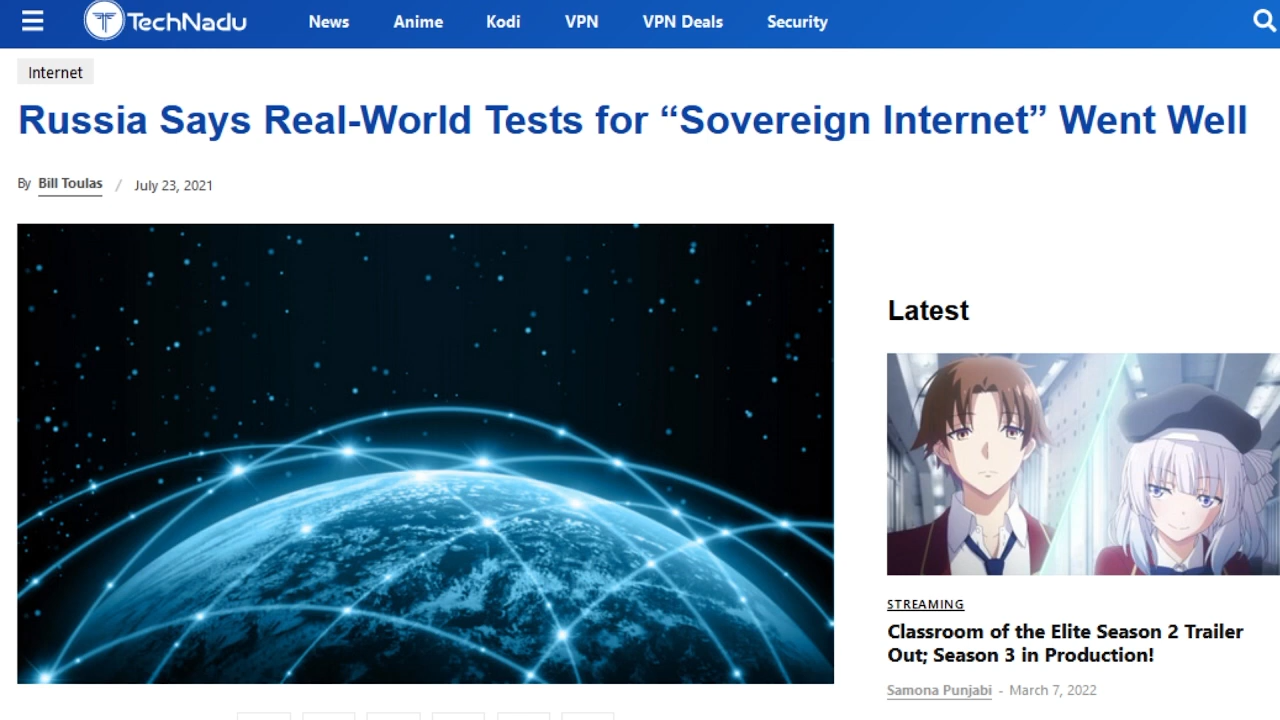 TechNadu News Anime Kodi VPN VPN Deals Security
Internet
Russia Says Real-World Tests for “Sovereign Internet” Went Well
By Bill Toulas / July 23, 2021
Latest
STREAMING
Classroom of the Elite Season 2 Trailer
Out; Season 3 in Production!
Samona Punjabi - March 7, 2022